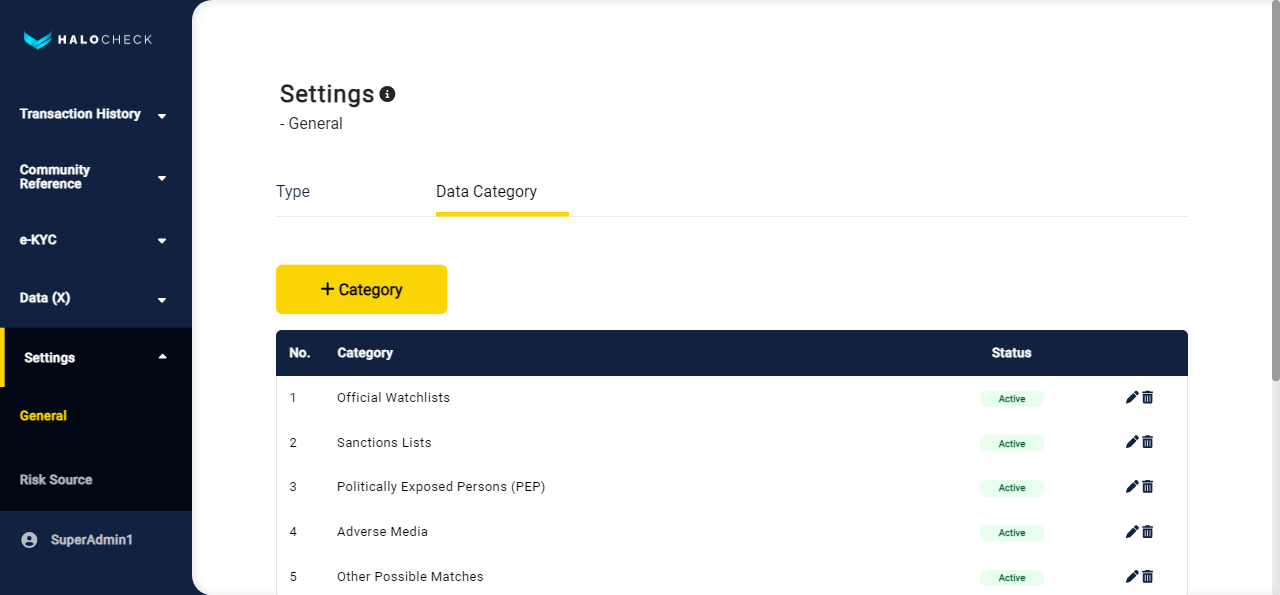 HALOCHECK
Transaction History
Community
Reference
e-KYC
Data (X)
Settings
General
Risk Source
SuperAdmin1
Settings
- General
Type Data Category
+ Category
No. Category Status
1 Official Watchlists Active
2 Sanctions Lists Active
3 Politically Exposed Persons (PEP) Active
4 Adverse Media Active
5 Other Possible Matches Active